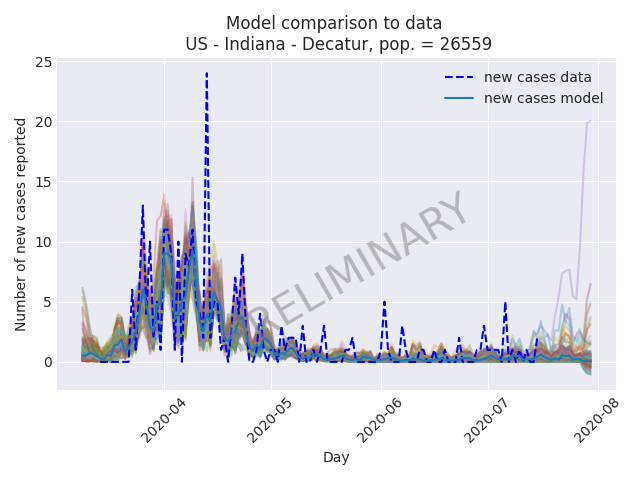 Model comparison to data
US - Indiana - Decatur, pop. = 26559
25
20
15
10
5
0
Number of new cases reported
new cases data
new cases model
PRELIMINARY
2020-04
2020-05
2020-06
2020-07
2020-08
Day